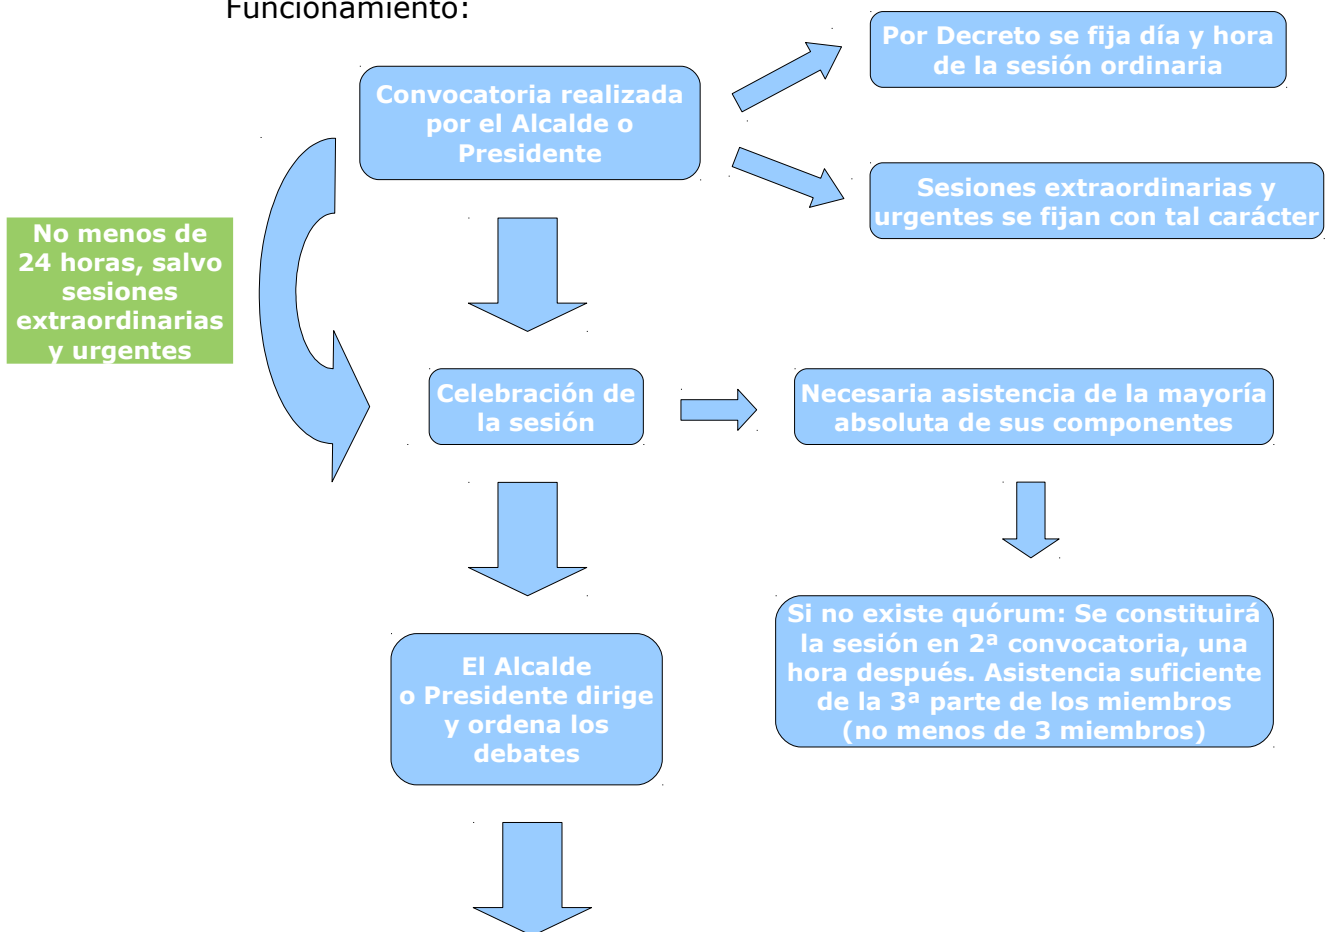 Funcionamiento:
Por Decreto se fija día y hora
de la sesión ordinaria
Convocatoria realizada
por el Alcalde o
Presidente
Sesiones extraordinarias y
urgentes se fijan con tal carácter
No menos de
24 horas, salvo
sesiones
extraordinarias
y urgentes
Celebración de
la sesión
Necesaria asistencia de la mayoría
absoluta de sus componentes
Si no existe quórum: Se constituirá
la sesión en 2ª convocatoria, una
hora después. Asistencia suficiente
de la 3ª parte de los miembros
(no menos de 3 miembros)
El Alcalde
o Presidente dirige
y ordena los
debates